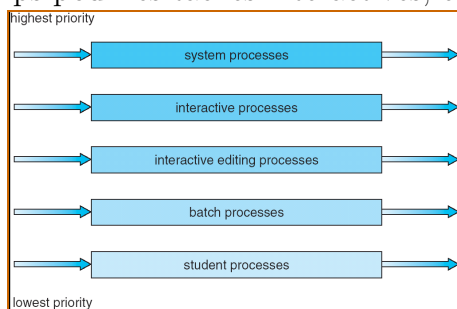 highest priority
system processes
interactive processes
interactive editing processes
batch processes
student processes
lowest priority